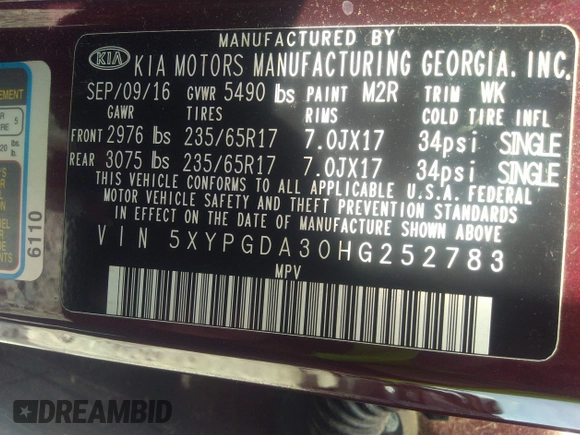 MANUFACTURED BY
KIA KIA MOTORS MANUFACTURING GEORGIA, INC.
SEP/09/16 GVWR 5490 lbs PAINT M2R TRIM WK
GAWR TIRES RIMS COLD TIRE INFL
FRONT 2976 lbs 235/65R17 7.0JX17 34psi SINGLE
REAR 3075 lbs 235/65R17 7.0JX17 34psi SINGLE
THIS VEHICLE CONFORMS TO ALL APPLICABLE U.S.A. FEDERAL
MOTOR VEHICLE SAFETY AND THEFT PREVENTION STANDARDS
IN EFFECT ON THE DATE OF MANUFACTURE SHOWN ABOVE
VIN 5XYPGDA30HG252783
MPV
6110
DREAMBID